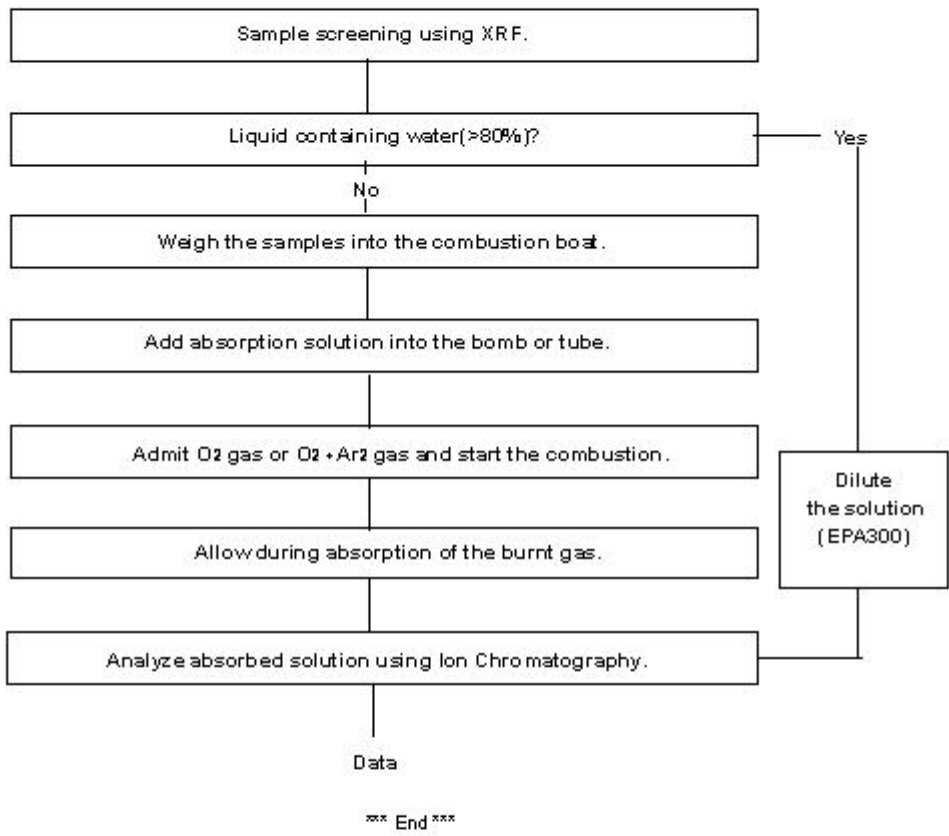 Sample screening using XRF.
Liquid containing water(>80%)?
Yes
No
Weigh the samples into the combustion boat.
Add absorption solution into the bomb or tube.
Admit O2 gas or O2 + Ar2 gas and start the combustion.
Dilute
the solution
(EPA300)
Allow during absorption of the burnt gas.
Analyze absorbed solution using Ion Chromatography.
Data
*** End ***